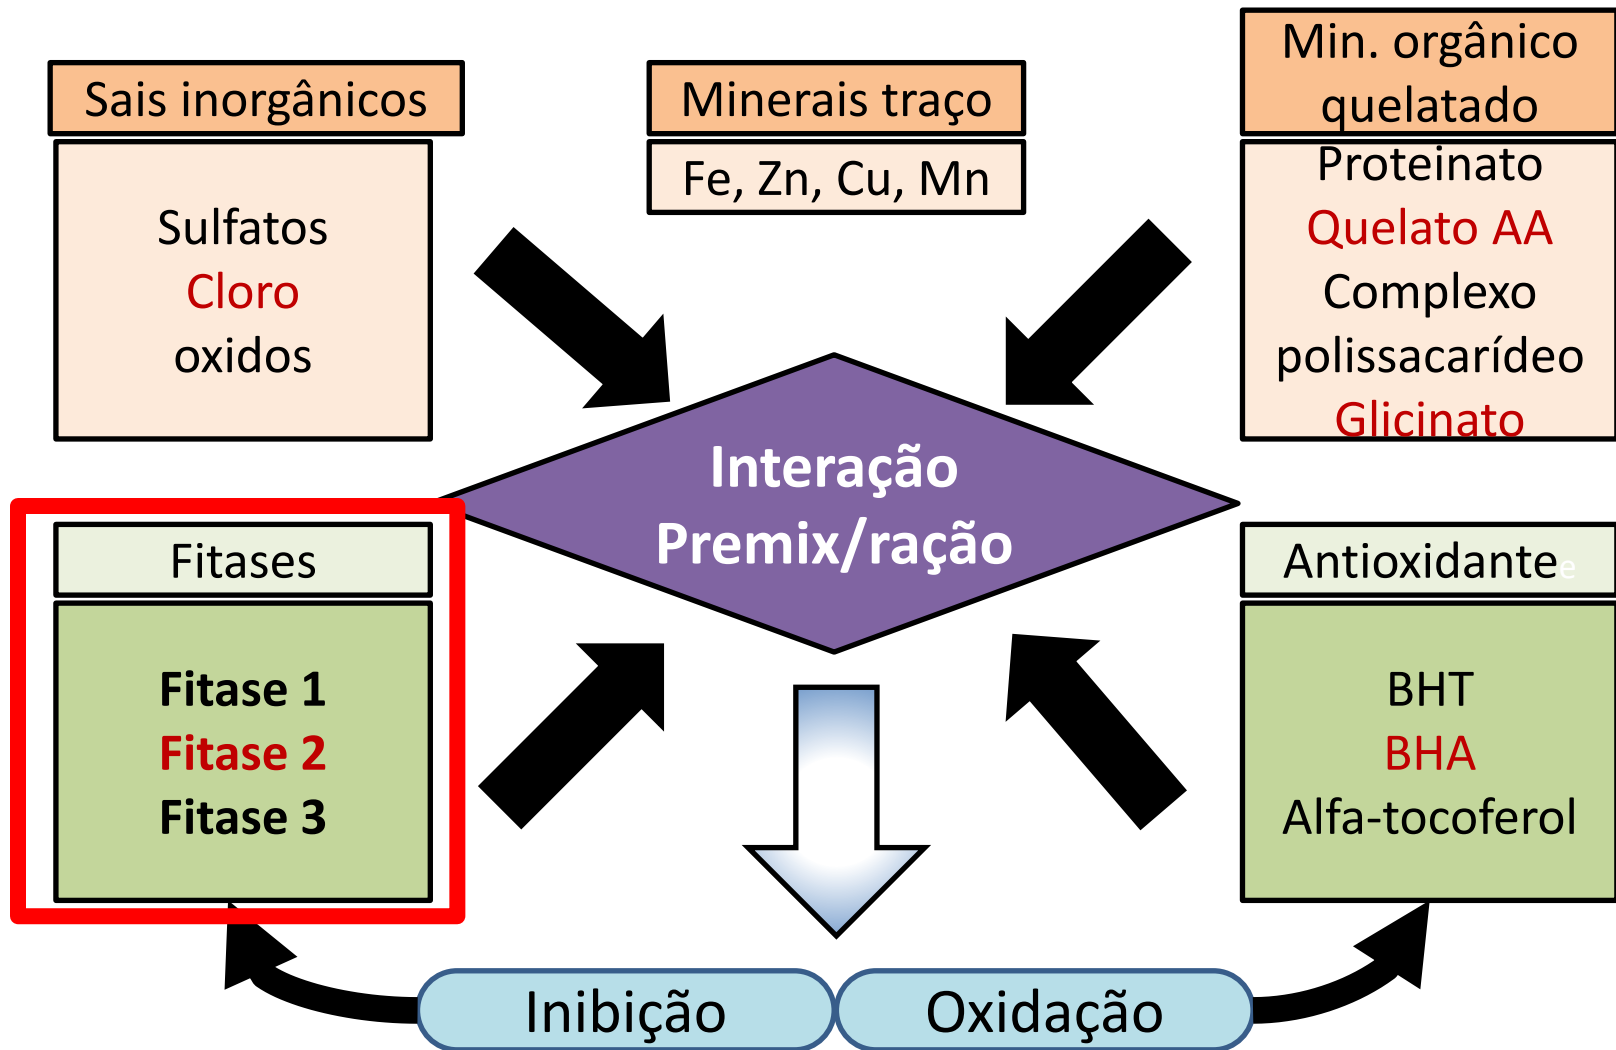 Sais inorgânicos
Sulfatos
Cloro
oxidos
Minerais traço
Fe, Zn, Cu, Mn
Min. orgânico
quelatado
Proteinato
Quelato AA
Complexo
polissacarídeo
Glicinato
Interação
Premix/ração
Fitases
Fitase 1
Fitase 2
Fitase 3
Antioxidantee
BHT
BHA
Alfa-tocoferol
Inibição
Oxidação